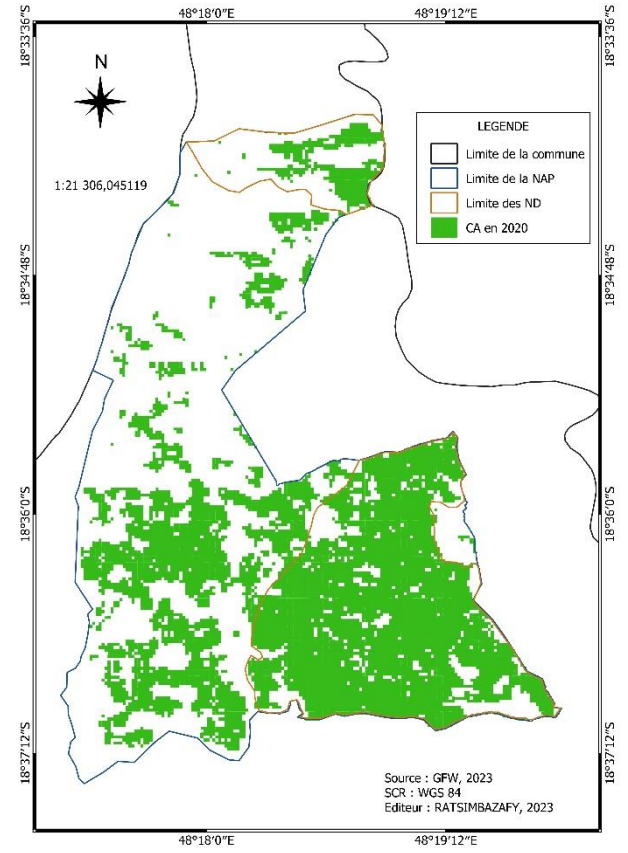 48°18'0"E 48°19'12"E
18°33'36"S 18°33'36"S
N
1:21 306,045119
LEGENDE
Limite de la commune
Limite de la NAP
Limite des ND
CA en 2020
18°34'48"S 18°34'48"S
18°36'0"S 18°36'0"S
18°37'12"S 18°37'12"S
Source : GFW, 2023
SCR : WGS 84
Editeur : RATSIMBAZAFY, 2023
48°18'0"E 48°19'12"E